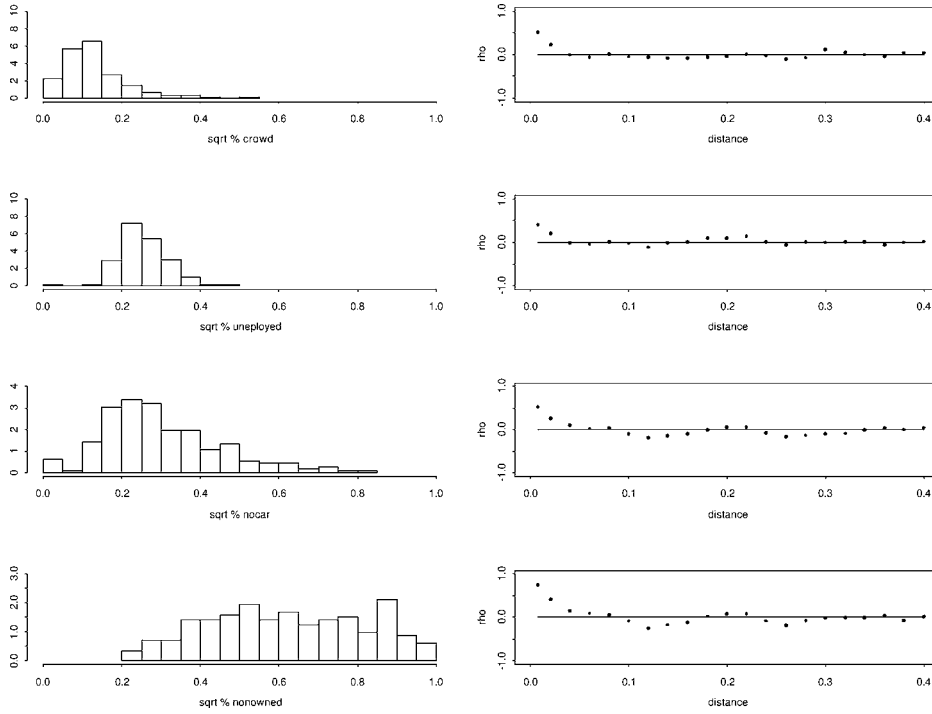 0 2 4 6 8 10
0.0 0.2 0.4 0.6 0.8 1.0
sqrt % crowd
rho
-1.0 0.0 1.0
0.0 0.1 0.2 0.3 0.4
distance
0 2 4 6 8 10
0.0 0.2 0.4 0.6 0.8 1.0
sqrt % uneployed
rho
-1.0 0.0 1.0
0.0 0.1 0.2 0.3 0.4
distance
0 1 2 3 4
0.0 0.2 0.4 0.6 0.8 1.0
sqrt % nocar
rho
-1.0 0.0 1.0
0.0 0.1 0.2 0.3 0.4
distance
0.0 1.0 2.0 3.0
0.0 0.2 0.4 0.6 0.8 1.0
sqrt % nonowned
rho
-1.0 0.0 1.0
0.0 0.1 0.2 0.3 0.4
distance